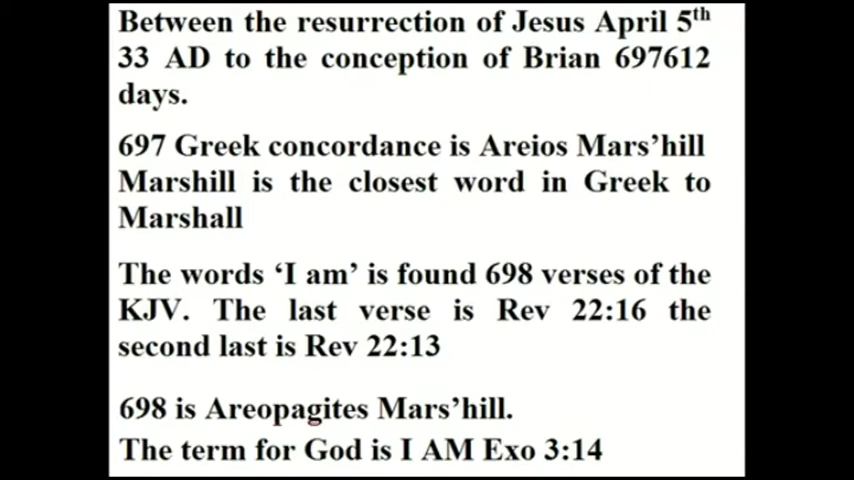 Between the resurrection of Jesus April 5th
33 AD to the conception of Brian 697612
days.
697 Greek concordance is Areios Mars'hill
Marshill is the closest word in Greek to
Marshall
The words ‘I am’ is found 698 verses of the
KJV. The last verse is Rev 22:16 the
second last is Rev 22:13
698 is Areopagites Mars'hill.
The term for God is I AM Exo 3:14